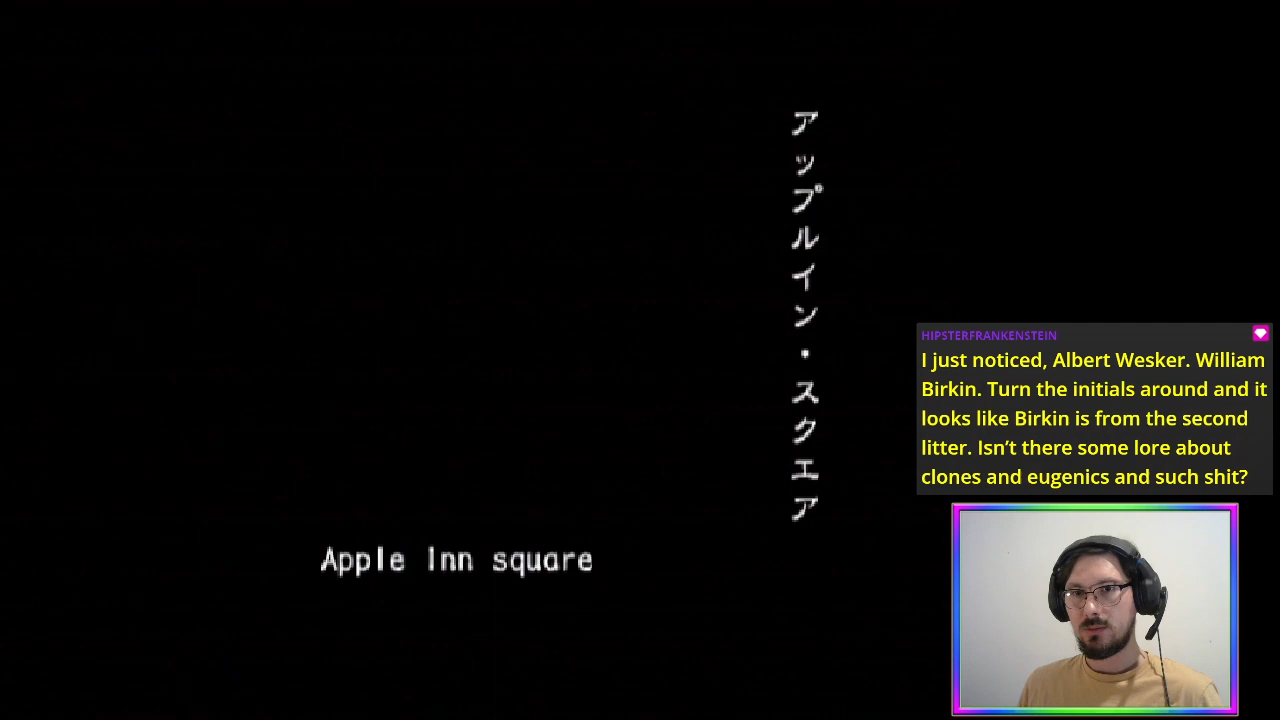 アップルイン・スクエア
Apple Inn square
HIPSTERFRANKENSTEIN
I just noticed, Albert Wesker. William
Birkin. Turn the initials around and it
looks like Birkin is from the second
litter. Isn't there some lore about
clones and eugenics and such shit?